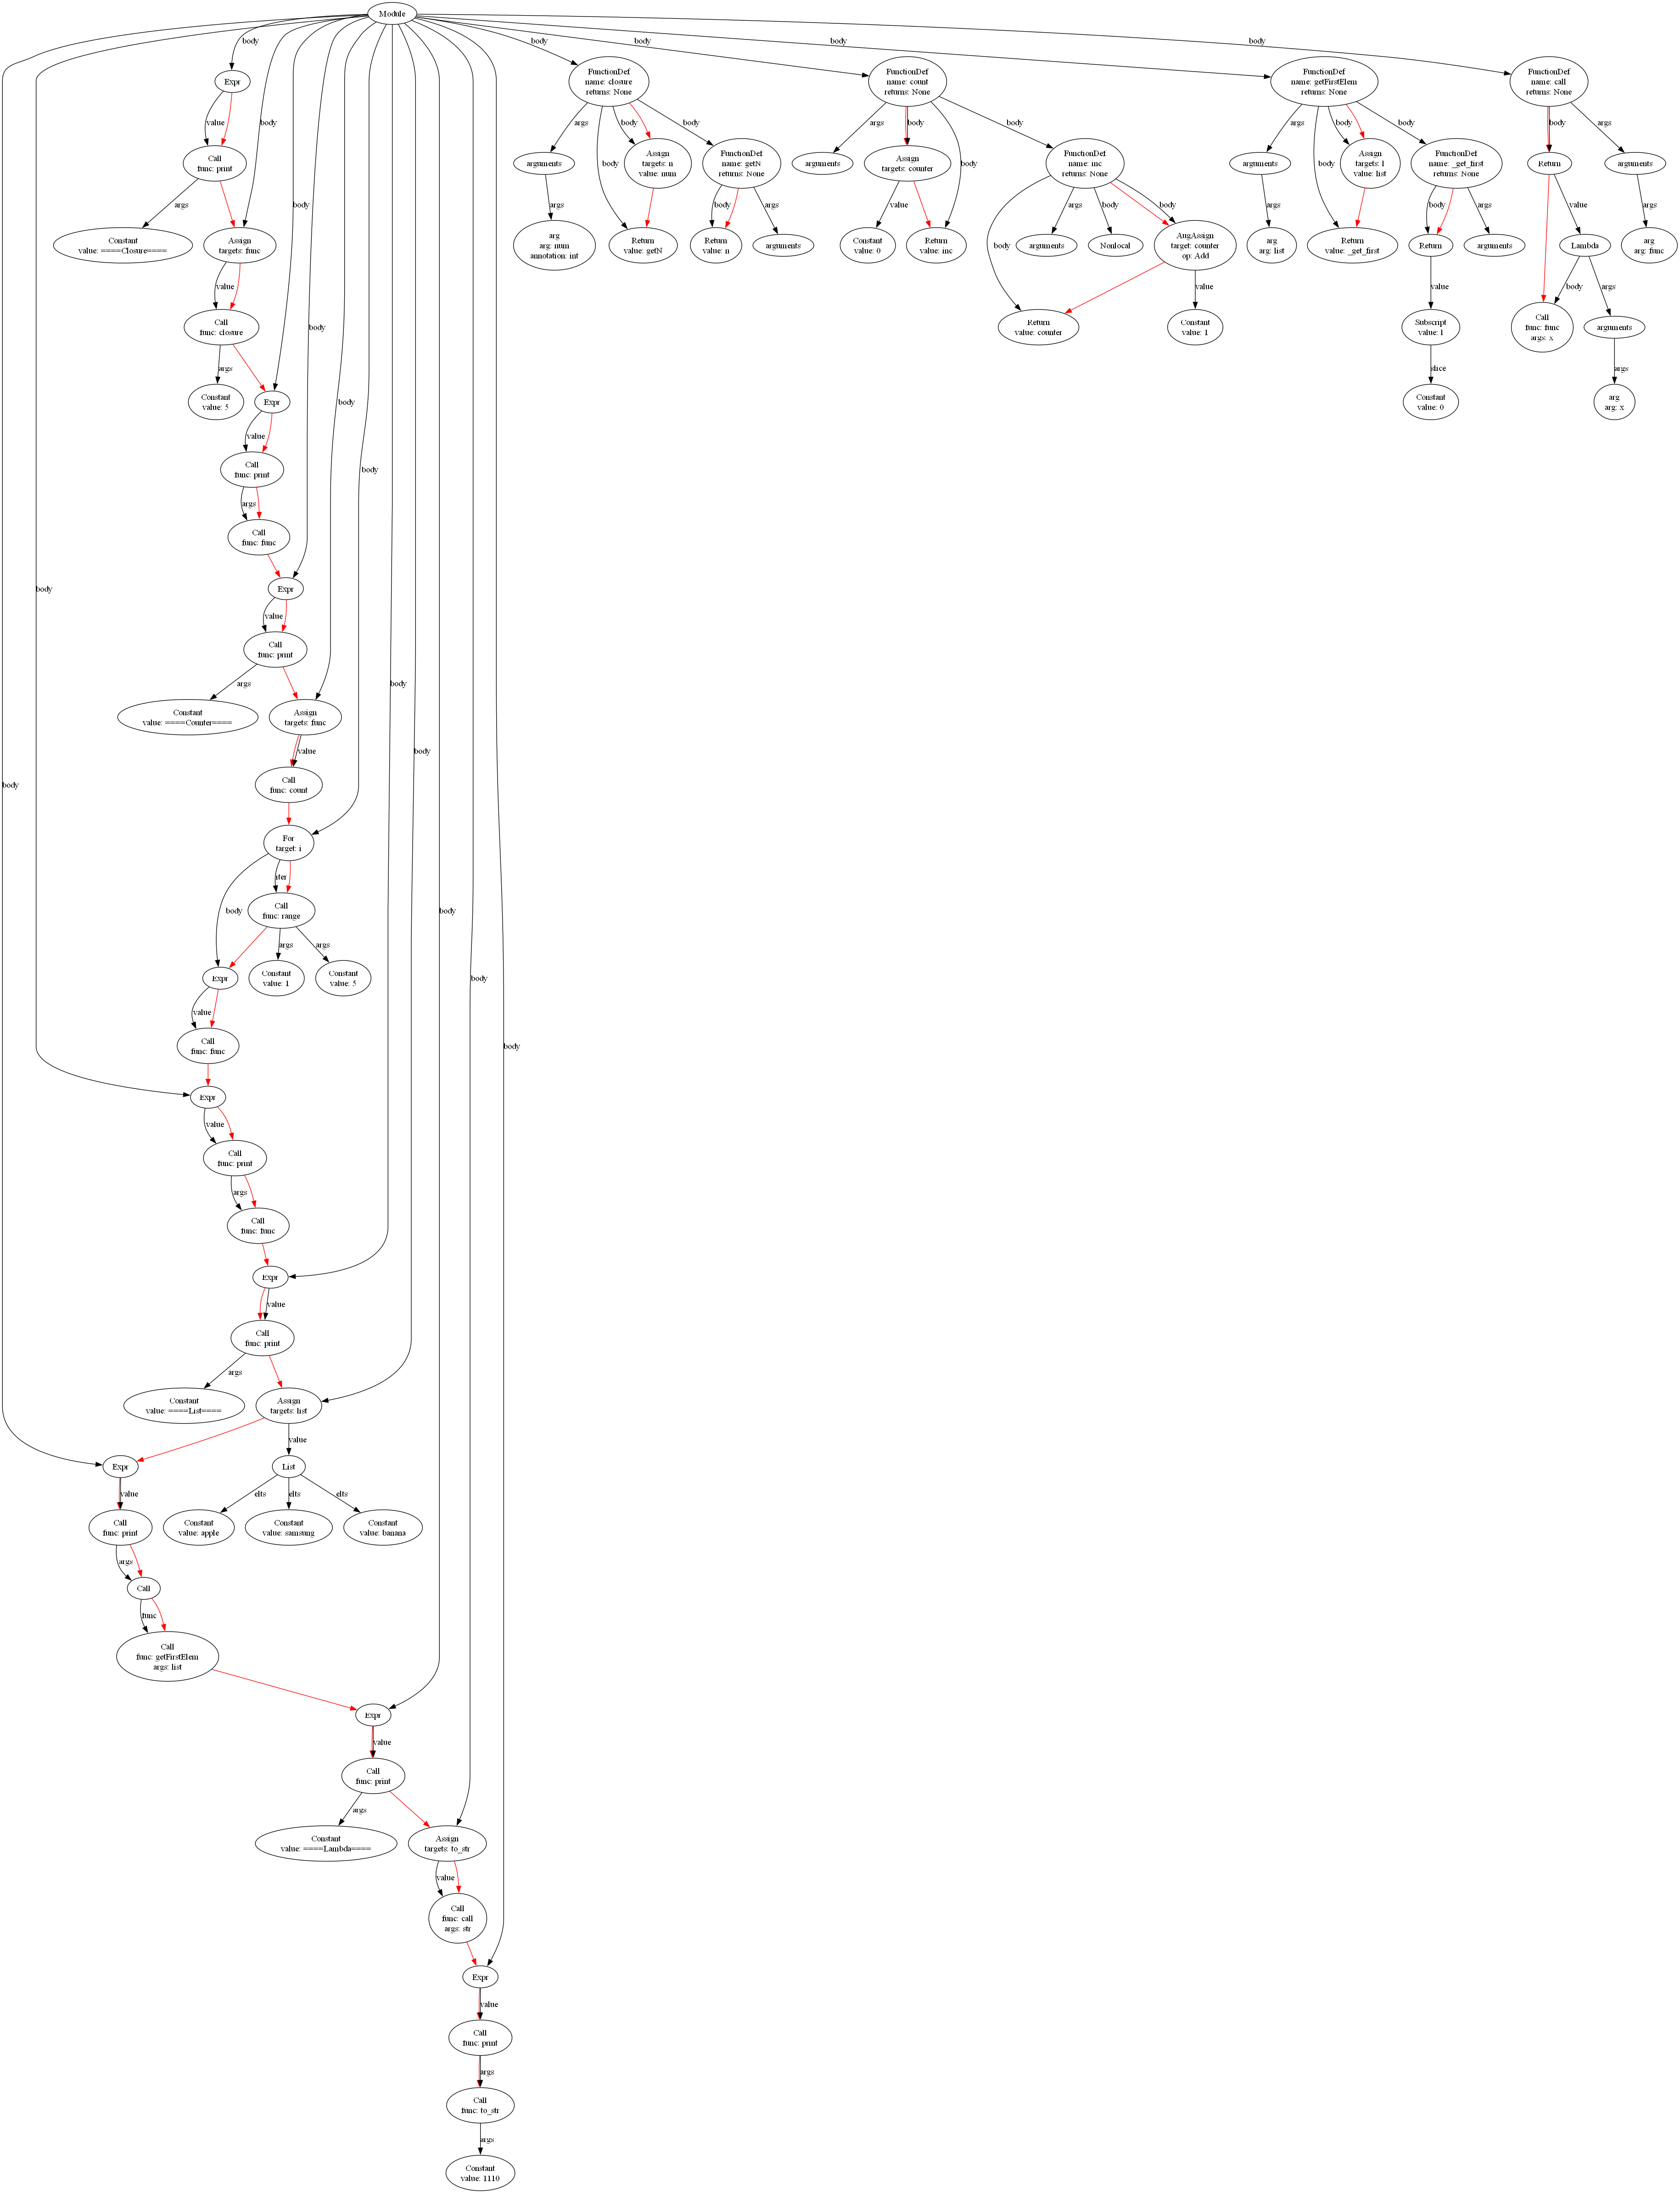 Module
body
body
body
body
body
Expr
FunctionDef
name: closure
returns: None
FunctionDef
name: count
returns: None
FunctionDef
name: getFirstElem
returns: None
FunctionDef
name: call
returns: None
value
body
args
body
body
args
body
body
args
body
body
body
args
Call
func: print
arguments
Assign
targets: n
value: num
FunctionDef
name: getN
returns: None
arguments
Assign
targets: counter
FunctionDef
name: inc
returns: None
arguments
Assign
targets: l
value: list
FunctionDef
name: _get_first
returns: None
Return
arguments
body
body
body
args
args
args
body
args
value
body
args
body
body
args
body
body
args
value
args
Constant
value: ====Closure====
Assign
targets: func
arg
arg: num
annotation: int
Return
value: getN
Return
value: n
arguments
Constant
value: 0
Return
value: inc
body
arguments
Nonlocal
AugAssign
target: counter
op: Add
arg
arg: list
Return
value: _get_first
Return
arguments
Lambda
arg
arg: func
value
value
value
body
args
Call
func: closure
body
Return
value: counter
Constant
value: 1
Subscript
value: l
Call
func: func
args: x
arguments
args
slice
args
Constant
value: 5
Expr
body
Constant
value: 0
arg
arg: x
value
Call
func: print
body
args
Call
func: func
body
Expr
value
Call
func: print
args
body
Constant
value: ====Counter====
Assign
targets: func
value
body
body
Call
func: count
For
target: i
iter
body
Call
func: range
body
args
args
Expr
Constant
value: 1
Constant
value: 5
body
value
Call
func: func
body
Expr
value
Call
func: print
args
Call
func: func
Expr
value
Call
func: print
args
Constant
value: ====List====
Assign
targets: list
value
Expr
List
value
elts
elts
elts
Call
func: print
Constant
value: apple
Constant
value: samsung
Constant
value: banana
args
Call
func
Call
func: getFirstElem
args: list
Expr
value
Call
func: print
args
Constant
value: ====Lambda====
Assign
targets: to_str
value
Call
func: call
args: str
Expr
value
Call
func: print
args
Call
func: to_str
args
Constant
value: 1110